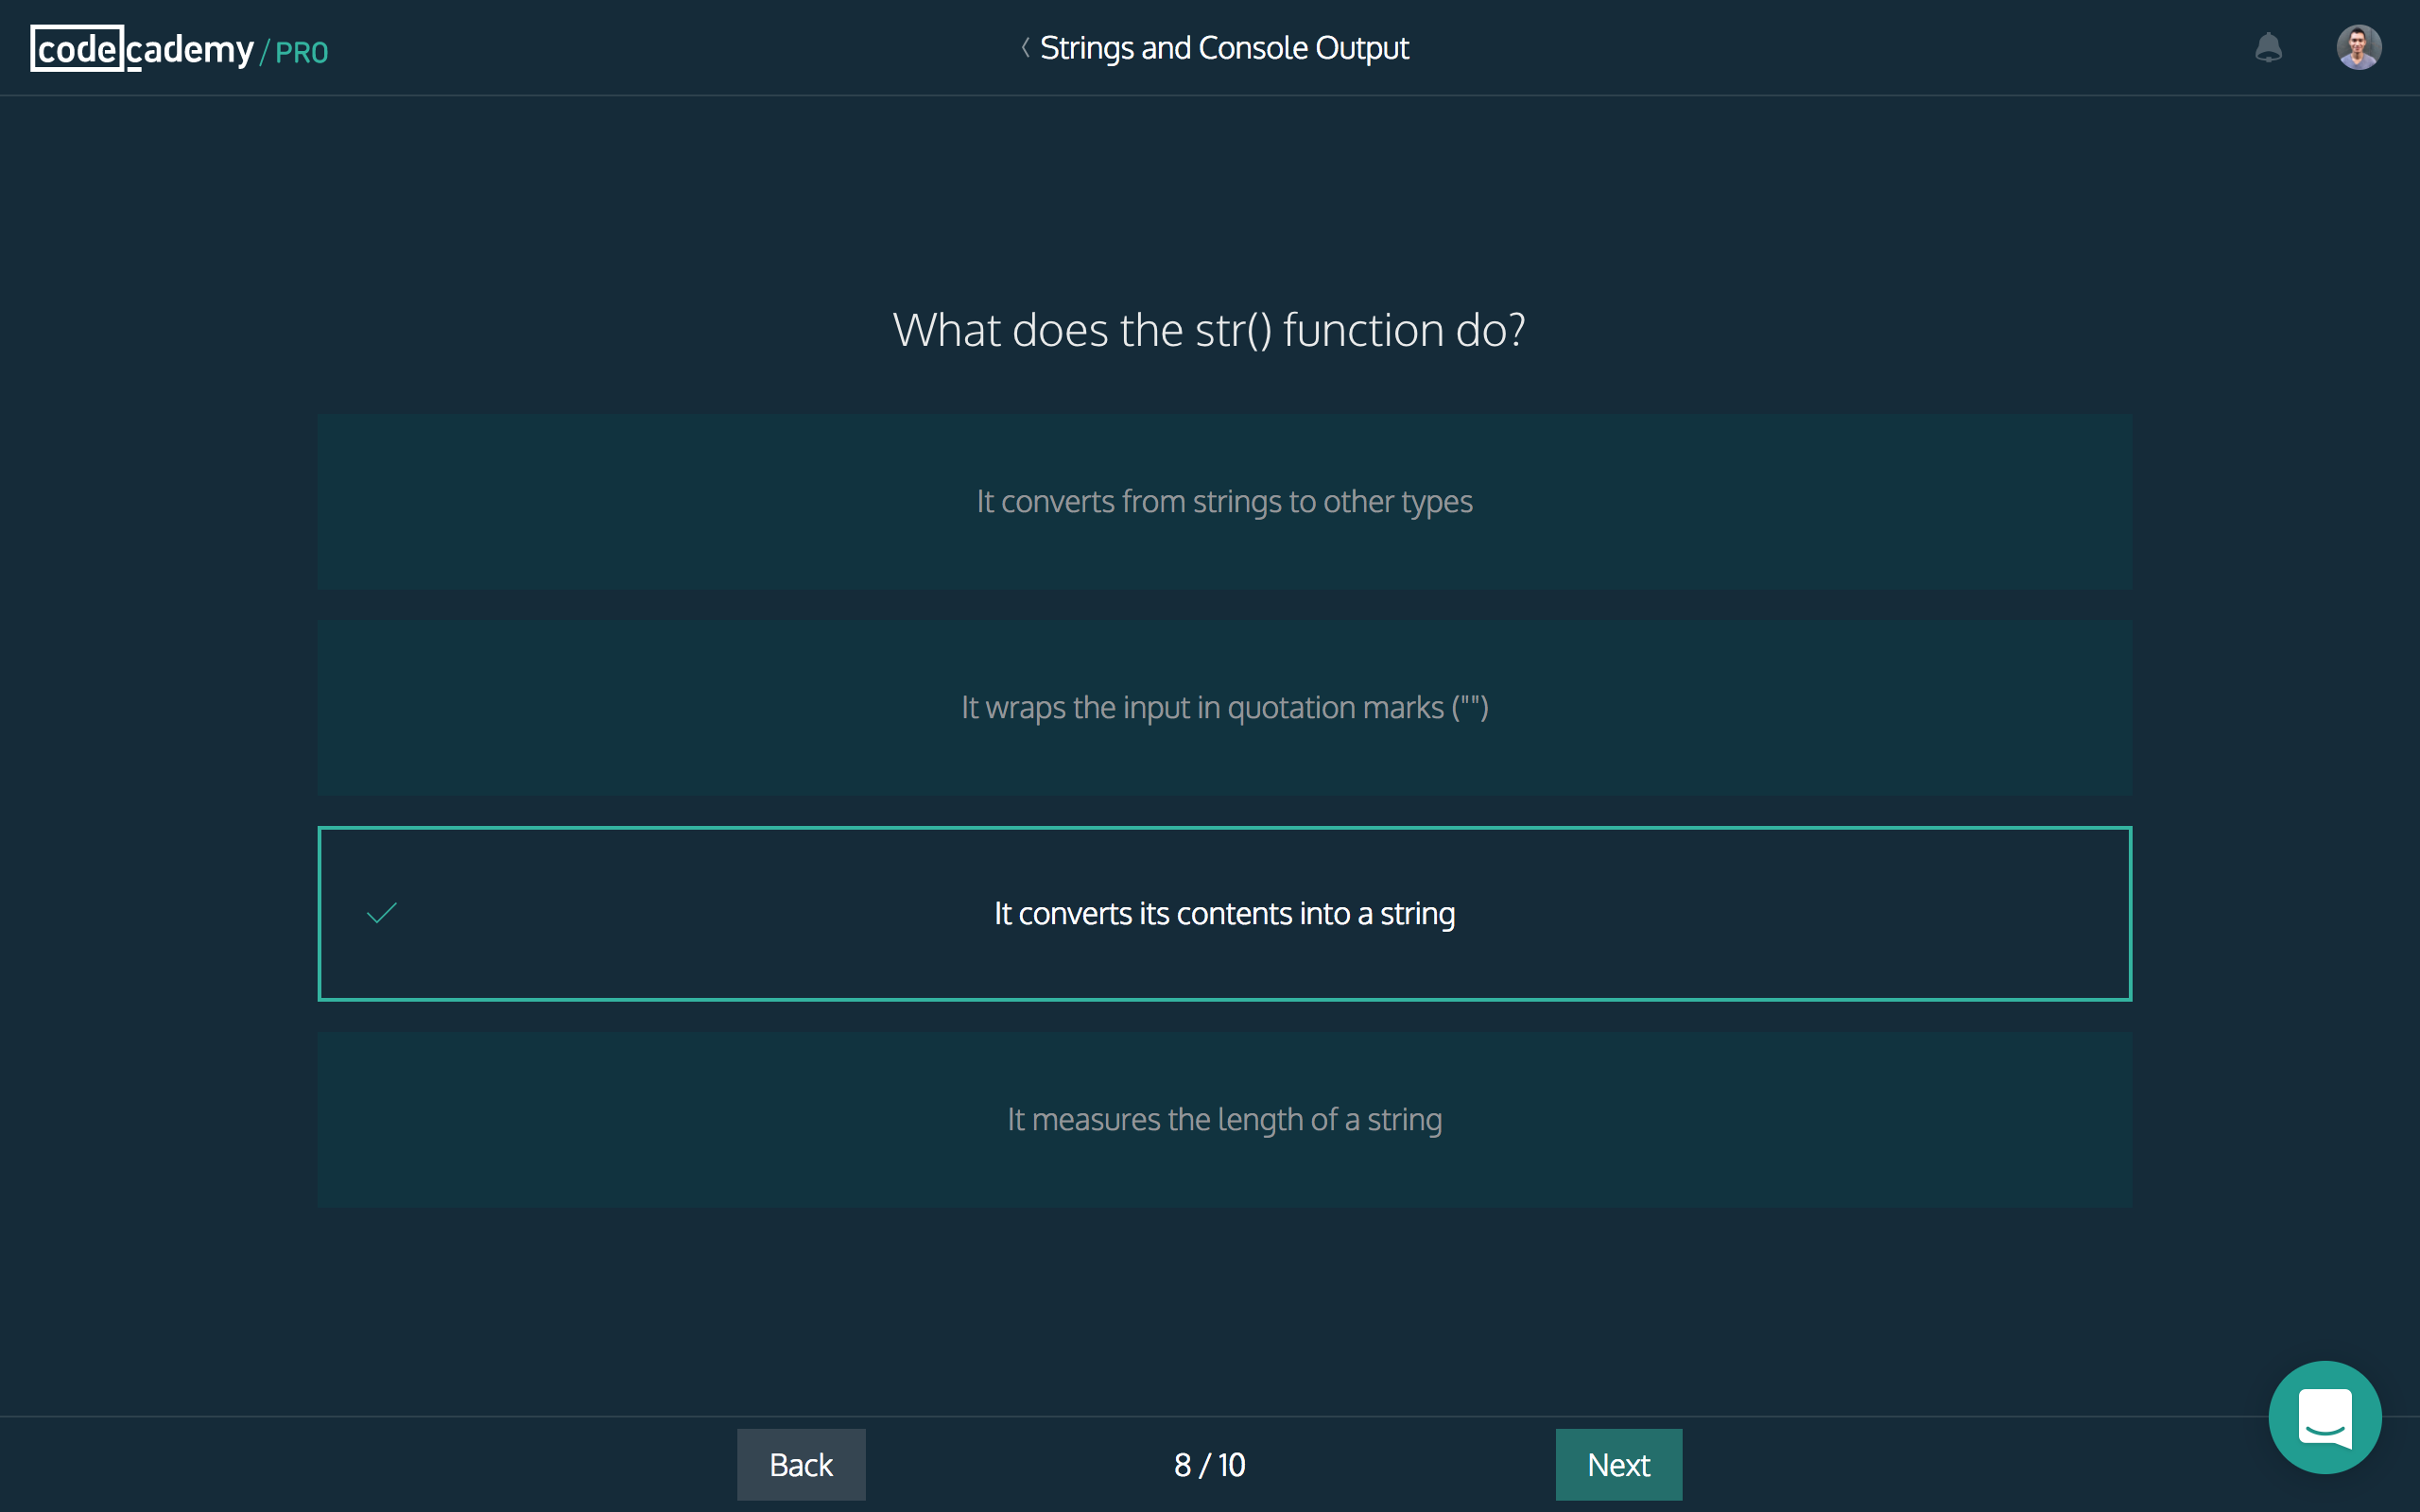 codecademy/PRO
Strings and Console Output
What does the str() function do?
It converts from strings to other types
It wraps the input in quotation marks ("")
It converts its contents into a string
It measures the length of a string
Back
8 / 10
Next